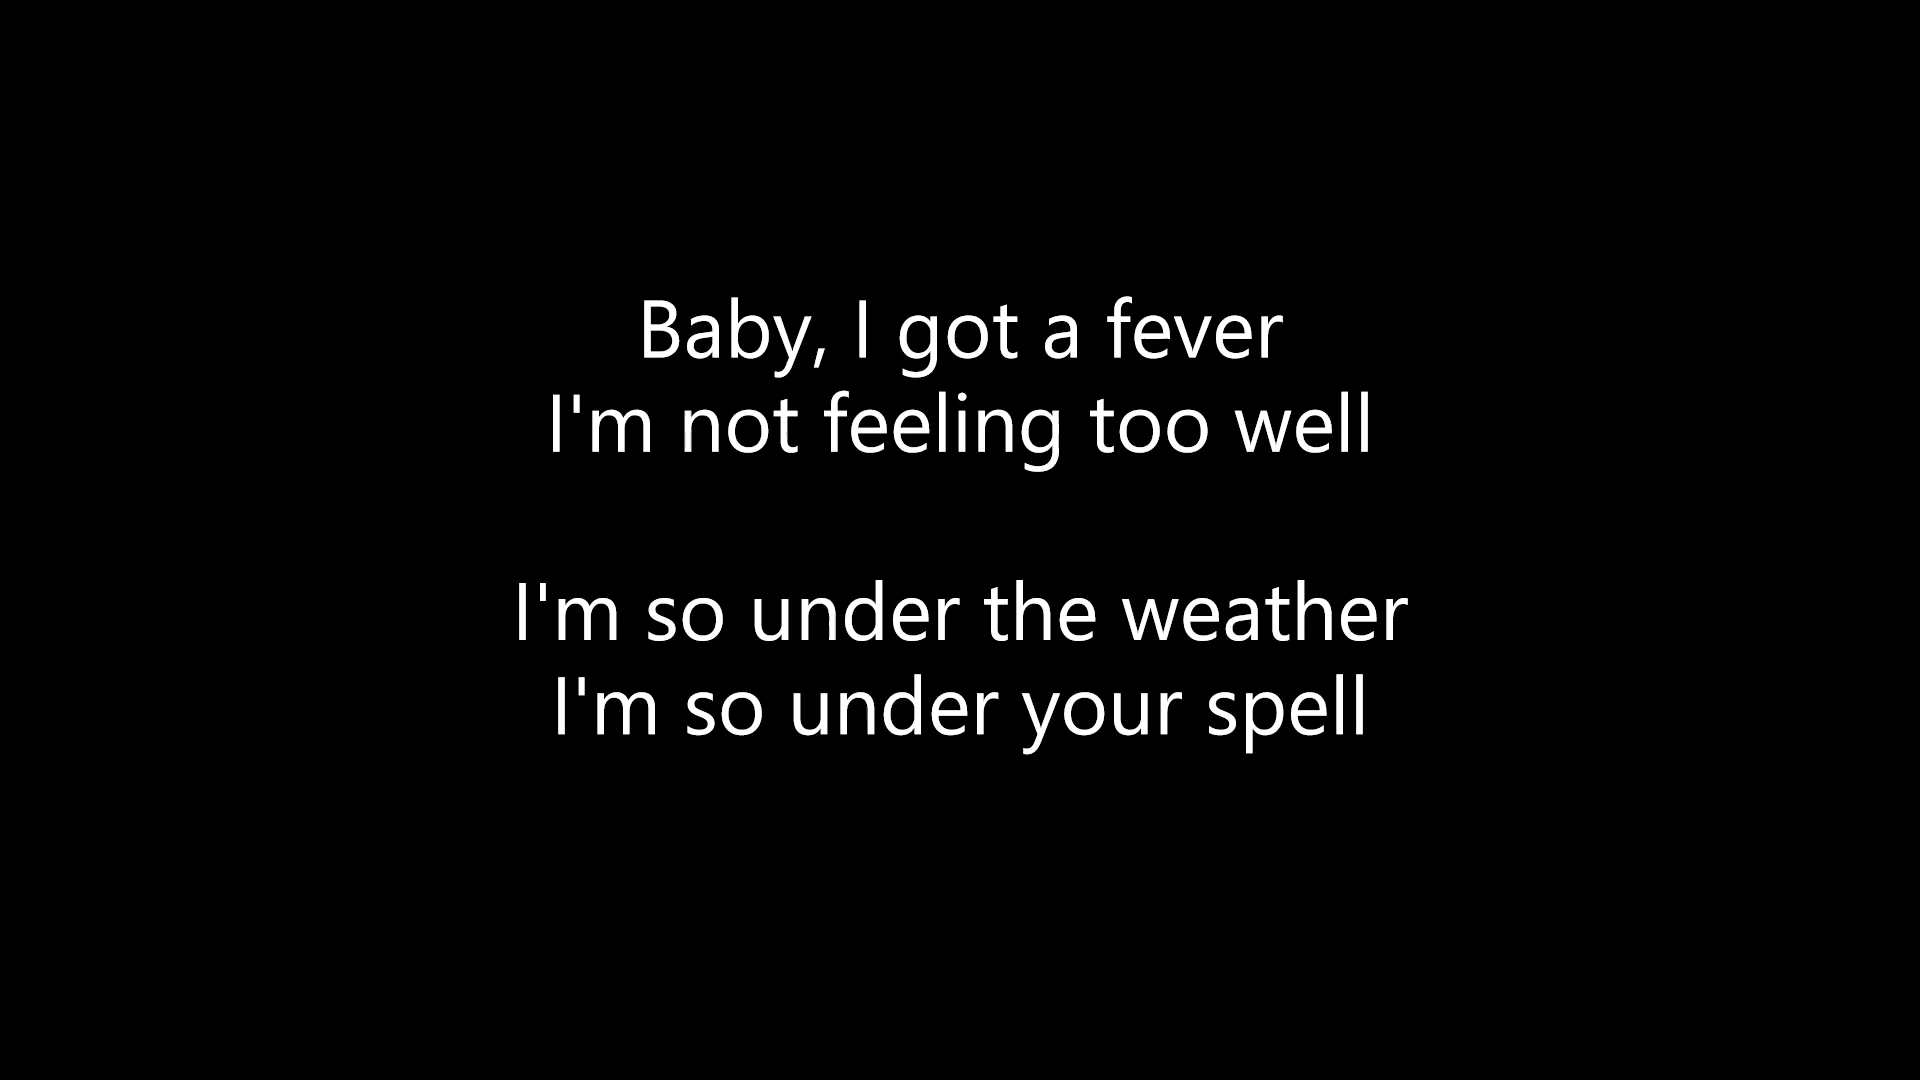 Baby, I got a fever
I'm not feeling too well
I'm so under the weather
I'm so under your spell